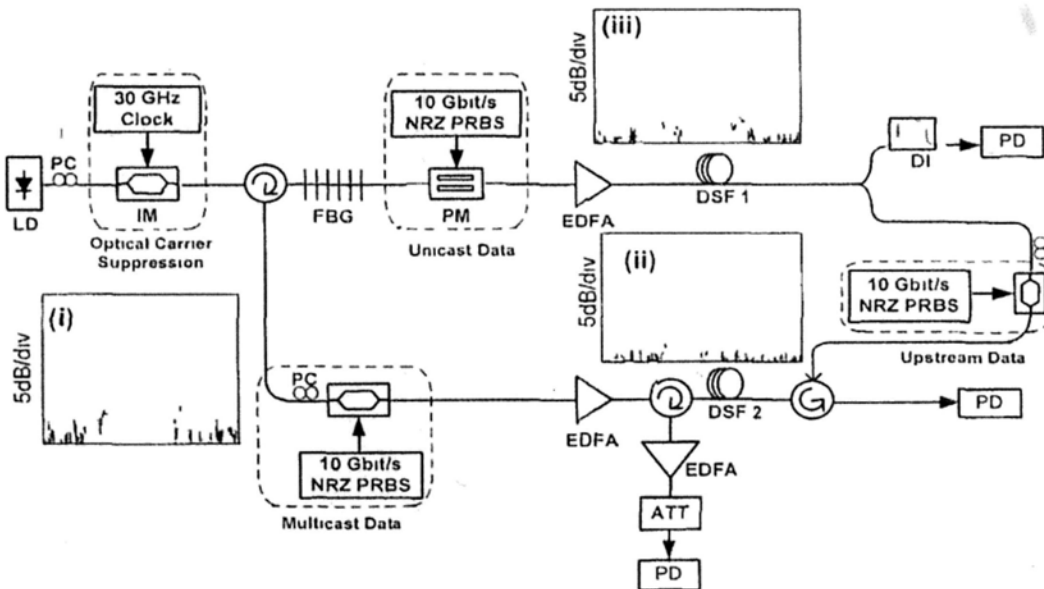 (iii)
5dB/div
30 GHz
Clock
10 Gbit/s
NRZ PRBS
PC
LD
IM
FBG
PM
EDFA
DSF 1
DI
PD
Optical Carrier
Suppression
Unicast Data
(i)
5dB/div
(ii)
5dB/div
10 Gbit/s
NRZ PRBS
Upstream Data
PC
EDFA
DSF 2
G
PD
10 Gbit/s
NRZ PRBS
EDFA
Multicast Data
ATT
PD